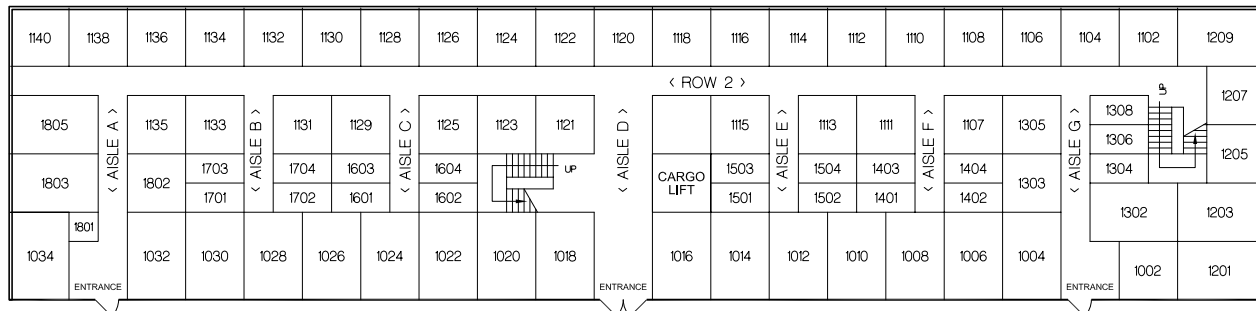 1140 1138 1136 1134 1132 1130 1128 1126 1124 1122 1120 1118 1116 1114 1112 1110 1108 1106 1104 1102 1209
< ROW 2 >
UP
1207
1805 < AISLE A > 1135 1133 < AISLE B > 1131 1129 < AISLE C > 1125 1123 1121 < AISLE D > 1115 < AISLE E > 1113 1111 < AISLE F > 1107 1305 < AISLE G > 1308
1306
1205
1803 1802 1703 1704 1603 1604 UP CARGO LIFT 1503 1504 1403 1404 1303 1304
1701 1702 1601 1602 1501 1502 1401 1402
1801
1302 1203
1034 1032 1030 1028 1026 1024 1022 1020 1018 1016 1014 1012 1010 1008 1006 1004
1002 1201
ENTRANCE ENTRANCE ENTRANCE